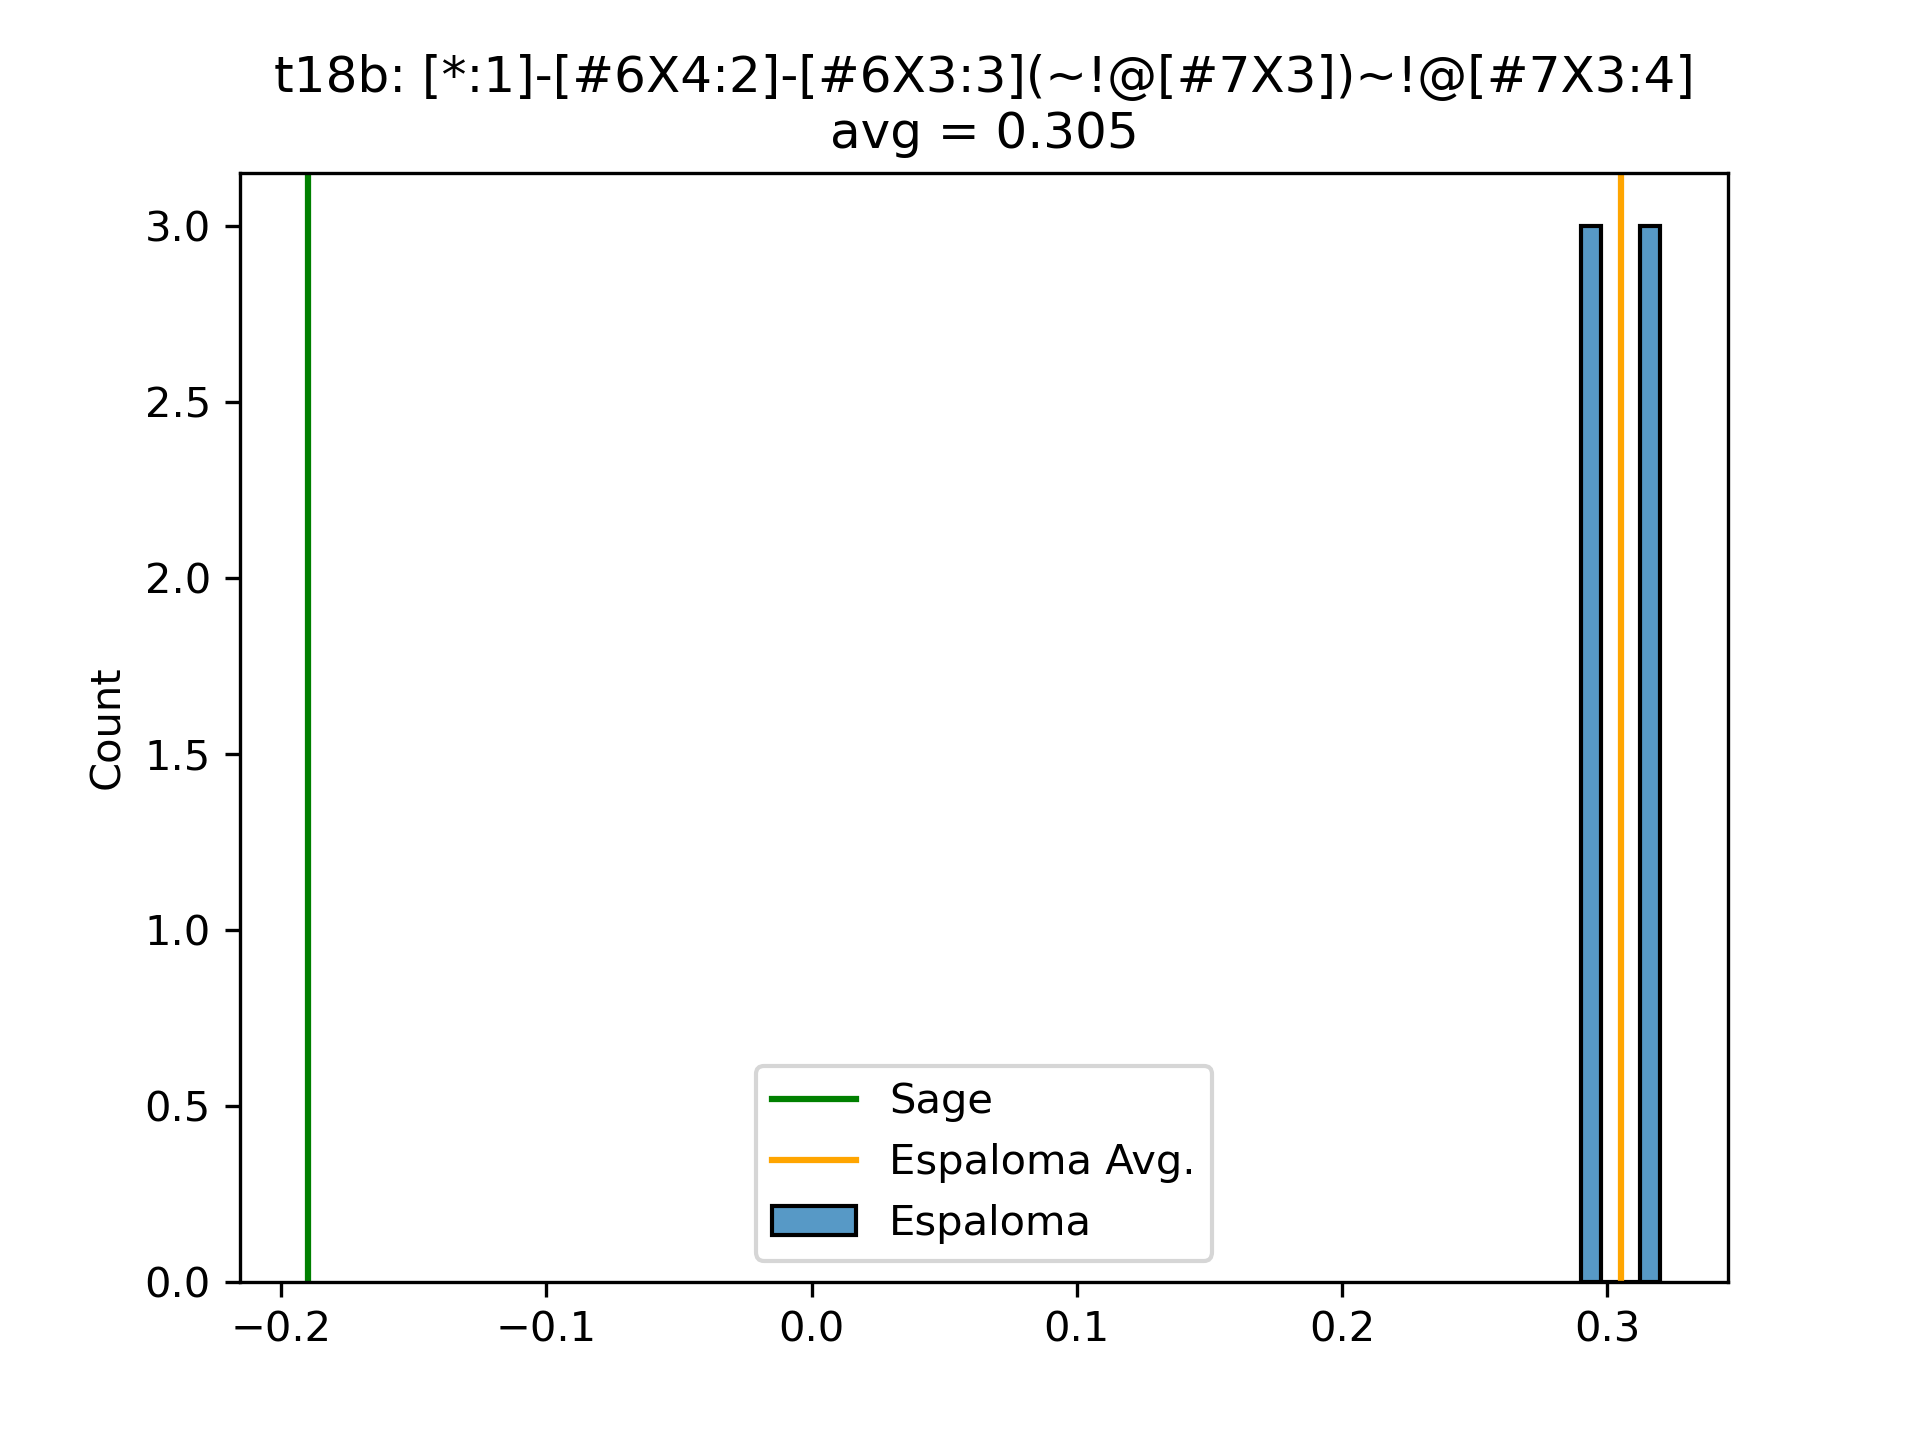 t18b: [*:1]-[#6X4:2]-[#6X3:3](~!@[#7X3])~!@[#7X3:4]
avg = 0.305
3.0
2.5
2.0
1.5
1.0
0.5
0.0
Count
Sage
Espaloma Avg.
Espaloma
−0.2 −0.1 0.0 0.1 0.2 0.3